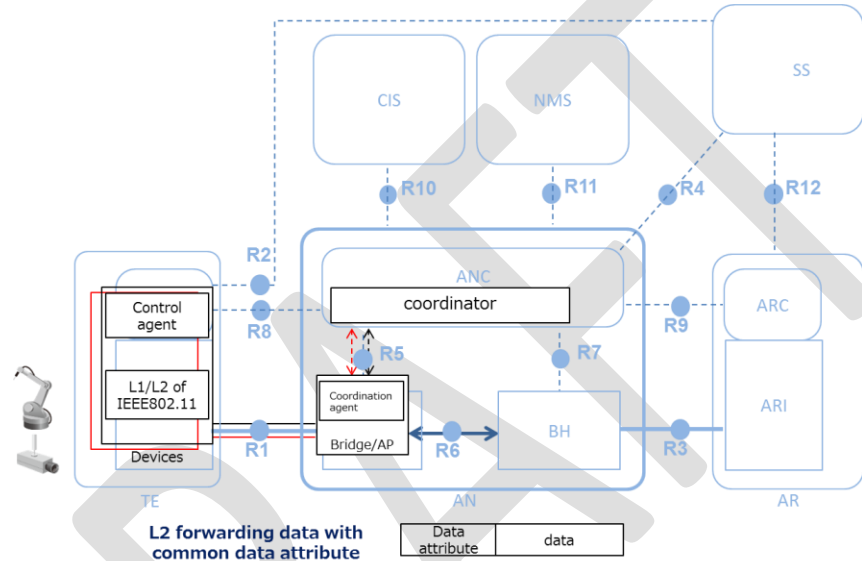 SS
CIS
NMS
R10
R11
R4
R12
R2
ANC
Control
agent
coordinator
ARC
R8
R9
R5
R7
L1/L2 of
IEEE802.11
Coordination
agent
ARI
Bridge/AP
BH
R1
R6
R3
Devices
TE
AN
AR
L2 forwarding data with
common data attribute
Data
attribute
data
DRAFT